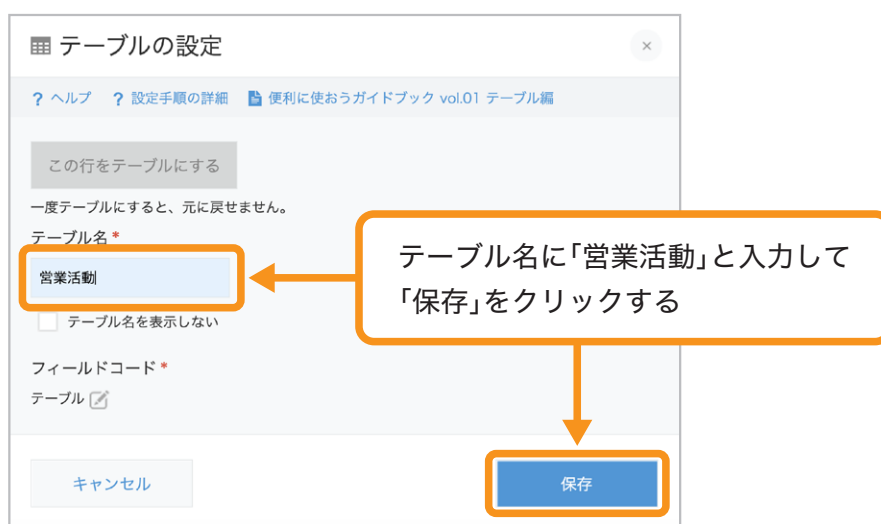 テーブルの設定
×
? ヘルプ ? 設定手順の詳細 便利に使おうガイドブック vol.01 テーブル編
この行をテーブルにする
一度テーブルにすると、元に戻せません。
テーブル名 *
営業活動
テーブル名を表示しない
テーブル名に「営業活動」と入力して
「保存」をクリックする
フィールドコード *
テーブル
キャンセル
保存